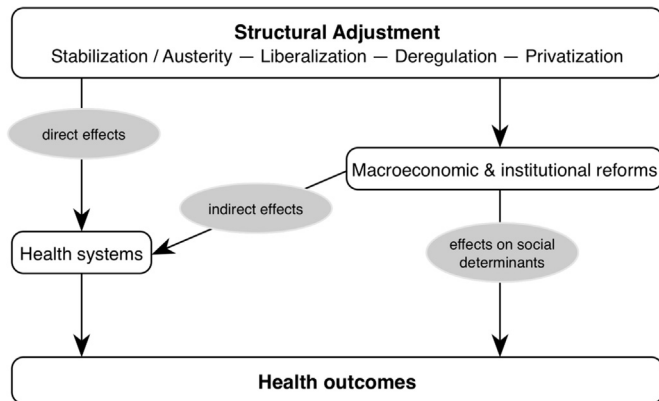 Structural Adjustment
Stabilization / Austerity — Liberalization — Deregulation — Privatization
direct effects
Macroeconomic & institutional reforms
indirect effects
Health systems
effects on social
determinants
Health outcomes